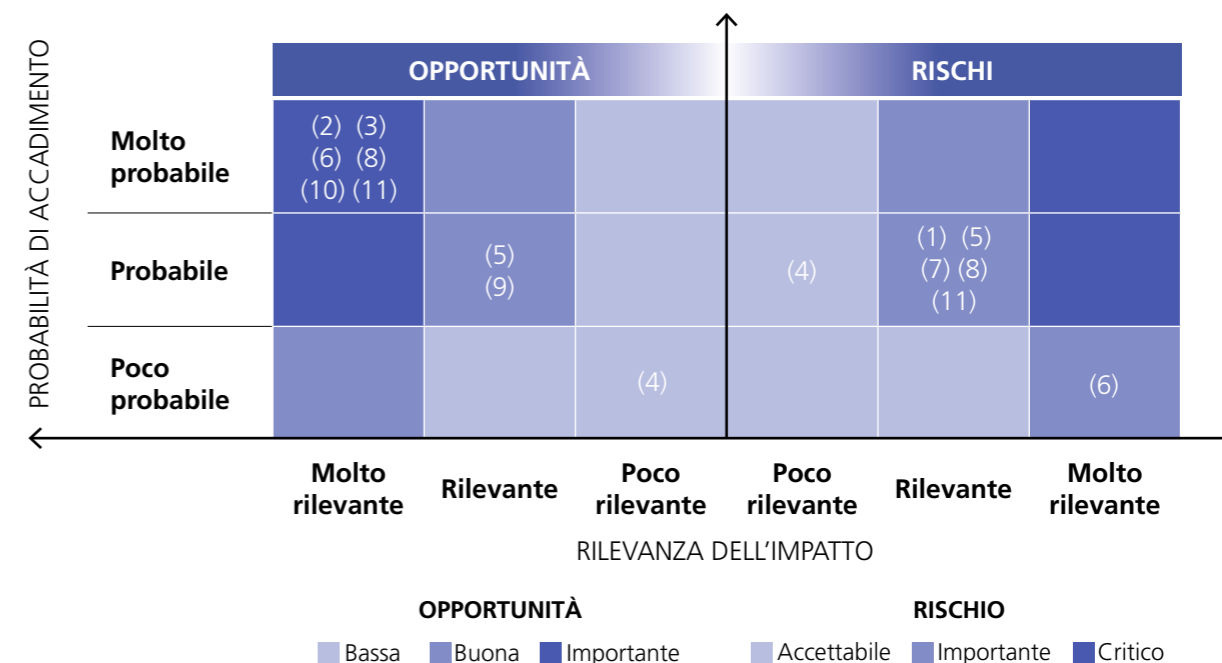 PROBABILITÀ DI ACCADIMENTO
OPPORTUNITÀ
RISCHI
Molto
probabile
(2) (3)
(6) (8)
(10) (11)
Probabile
(5)
(9)
(4)
(1) (5)
(7) (8)
(11)
Poco
probabile
(4)
(6)
Molto
rilevante
Rilevante
Poco
rilevante
Poco
rilevante
Rilevante
Molto
rilevante
RILEVANZA DELL'IMPATTO
OPPORTUNITÀ
Bassa Buona Importante
RISCHIO
Accettabile Importante Critico